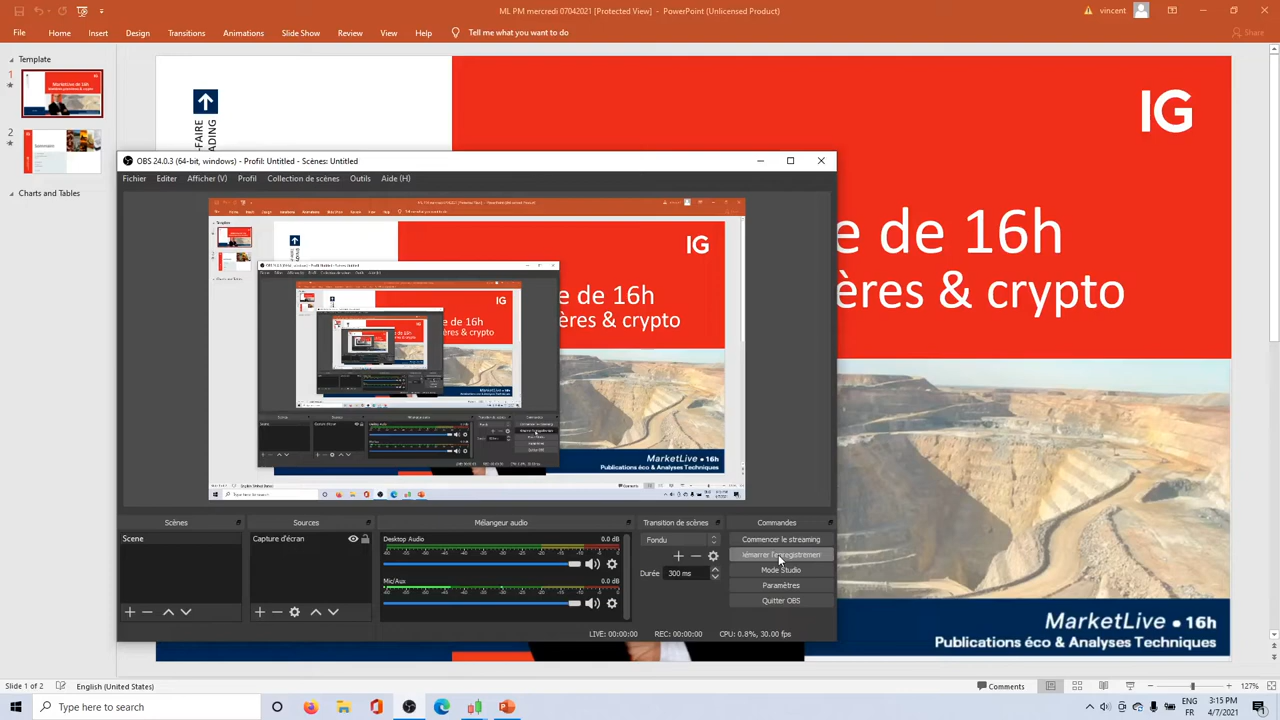 ML PM mercredi 07042021 [Protected View] - PowerPoint (Unlicensed Product)
vincent
File Home Insert Design Transitions Animations Slide Show Review View Help Tell me what you want to do
Share
Template
1
2
Charts and Tables
-FAIRE
RADING
IG
e de 16h
ères & crypto
MarketLive • 16h
Publications éco & Analyses Techniques
OBS 24.0.3 (64-bit, windows) - Profil: Untitled - Scènes: Untitled
Fichier Editer Afficher (V) Profil Collection de scènes Outils Aide (H)
IG
e de 16h
ères & crypto
MarketLive • 16h
Publications éco & Analyses Techniques
Scènes
Scene
Sources
Capture d'écran
Mélangeur audio
Desktop Audio 0.0 dB
Mic/Aux 0.0 dB
Transition de scènes
Fondu
Durée 300 ms
Commandes
Commencer le streaming
Démarrer l'enregistrement
Mode Studio
Paramètres
Quitter OBS
LIVE: 00:00:00 REC: 00:00:00 CPU: 0.8%, 30.00 fps
Slide 1 of 2 English (United States)
Comments
127%
Type here to search
ENG
FR
3:15 PM
4/7/2021